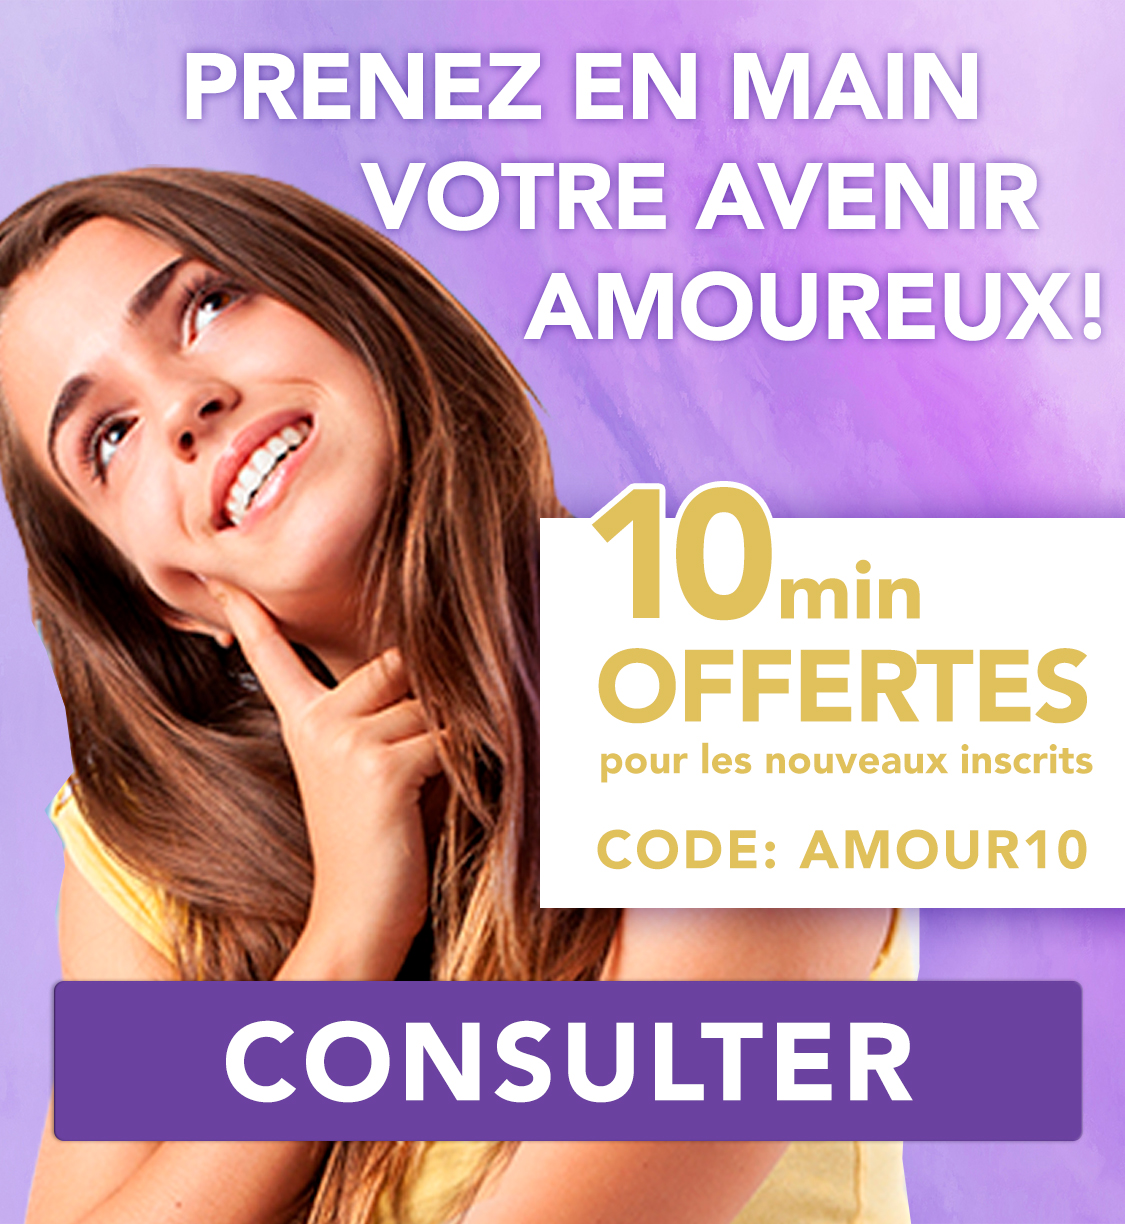 PRENEZ EN MAIN
VOTRE AVENIR
AMOUREUX!
10min
OFFERTES
pour les nouveaux inscrits
CODE: AMOUR10
CONSULTER